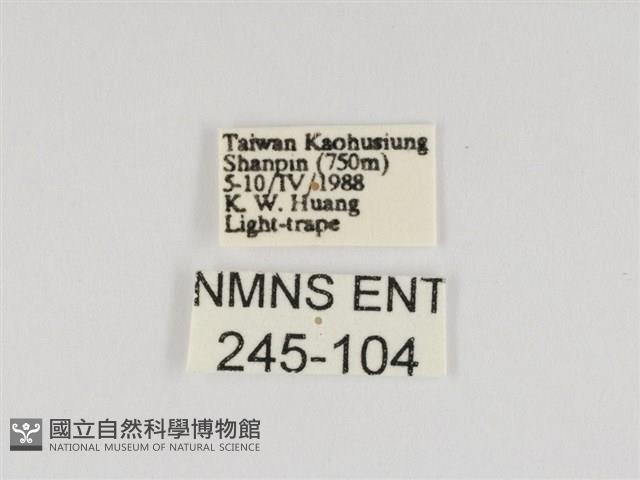 Taiwan Kaohusiung
Shanpin (750m)
5-10/IV/1988
K. W. Huang
Light-trape
NMNS ENT
245-104
國立自然科學博物館
NATIONAL MUSEUM OF NATURAL SCIENCE